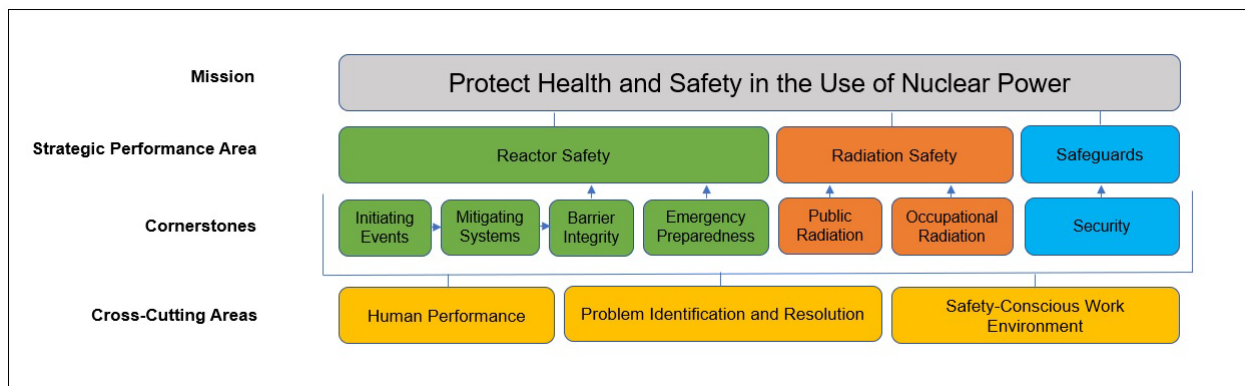 Mission
Protect Health and Safety in the Use of Nuclear Power
Strategic Performance Area
Reactor Safety
Radiation Safety
Safeguards
Cornerstones
Initiating
Events
Mitigating
Systems
Barrier
Integrity
Emergency
Preparedness
Public
Radiation
Occupational
Radiation
Security
Cross-Cutting Areas
Human Performance
Problem Identification and Resolution
Safety-Conscious Work
Environment